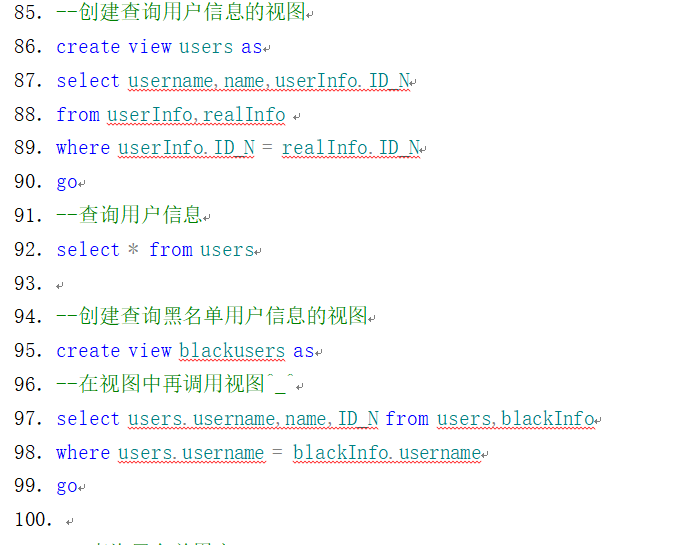 85. --创建查询用户信息的视图
86. create view users as
87. select username,name,userInfo.ID_N
88. from userInfo,realInfo
89. where userInfo.ID_N = realInfo.ID_N
90. go
91. --查询用户信息
92. select * from users
93.
94. --创建查询黑名单用户信息的视图
95. create view blackusers as
96. --在视图中再调用视图^_^
97. select users.username,name,ID_N from users,blackInfo
98. where users.username = blackInfo.username
99. go
100.